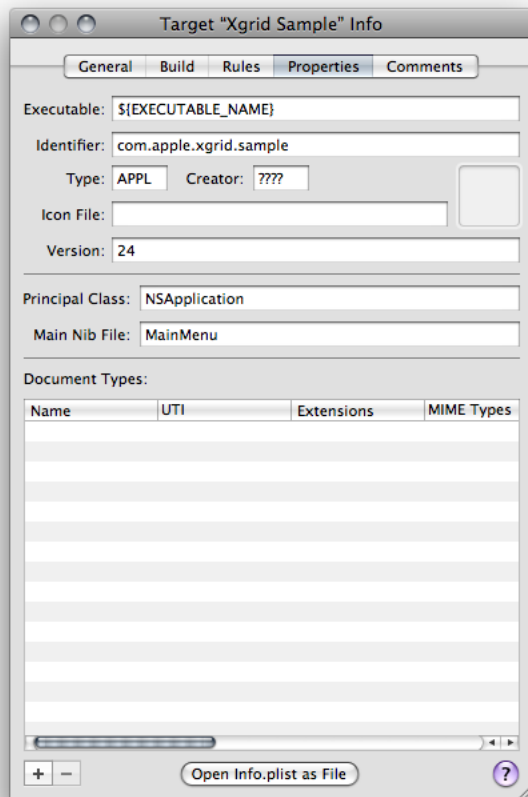 Target “Xgrid Sample” Info
General Build Rules Properties Comments
Executable: ${EXECUTABLE_NAME}
Identifier: com.apple.xgrid.sample
Type: APPL Creator: ????
Icon File:
Version: 24
Principal Class: NSApplication
Main Nib File: MainMenu
Document Types:
Name UTI Extensions MIME Types
+ − Open Info.plist as File ?